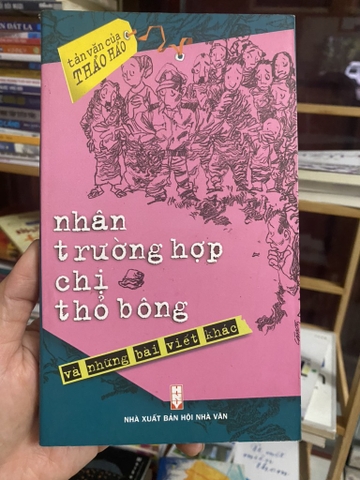 tản văn của
THẢO HẢO
nhân
trường hợp
chị
thỏ bông
và những bài viết khác
HNV
NHÀ XUẤT BẢN HỘI NHÀ VĂN